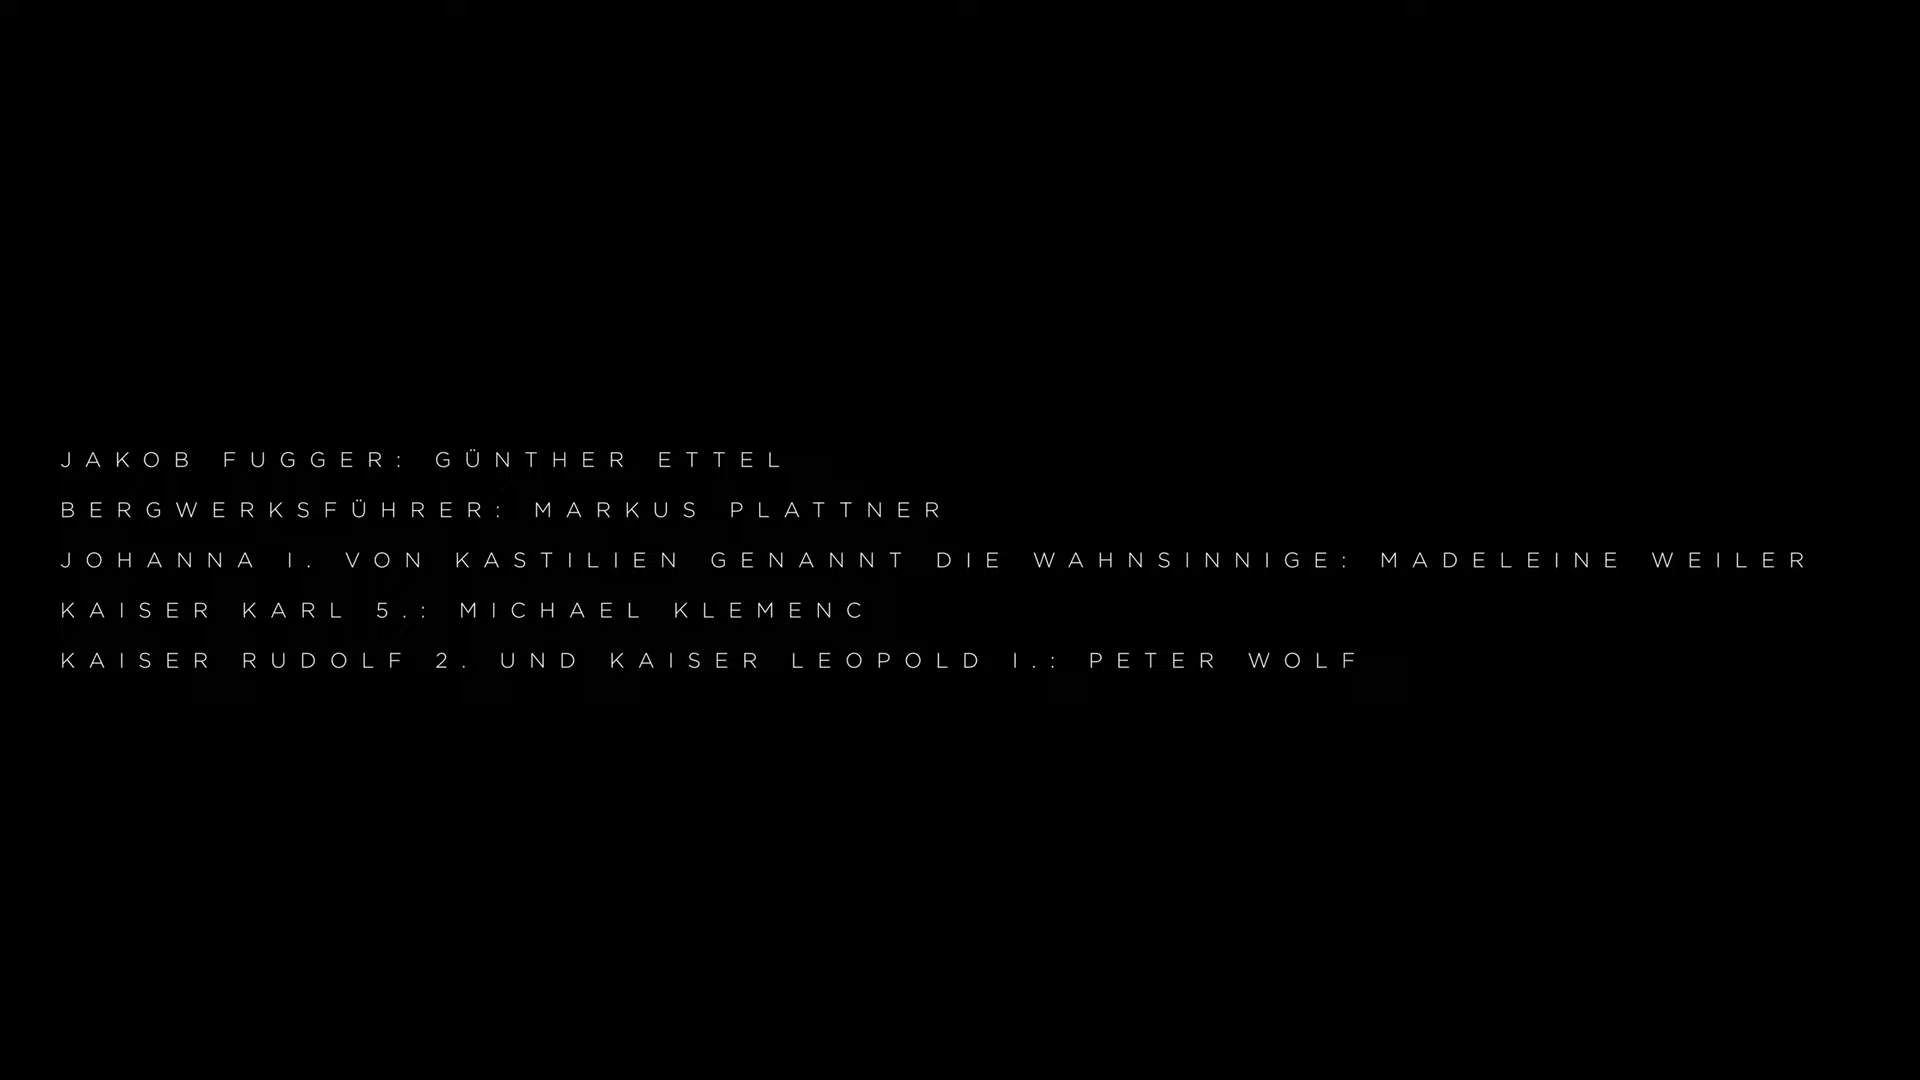 JAKOB FUGGER: GÜNTHER ETTEL
BERGWERKSFÜHRER: MARKUS PLATTNER
JOHANNA I. VON KASTILIEN GENANNT DIE WAHNSINNIGE: MADELEINE WEILER
KAISER KARL 5.: MICHAEL KLEMENC
KAISER RUDOLF 2. UND KAISER LEOPOLD I.: PETER WOLF